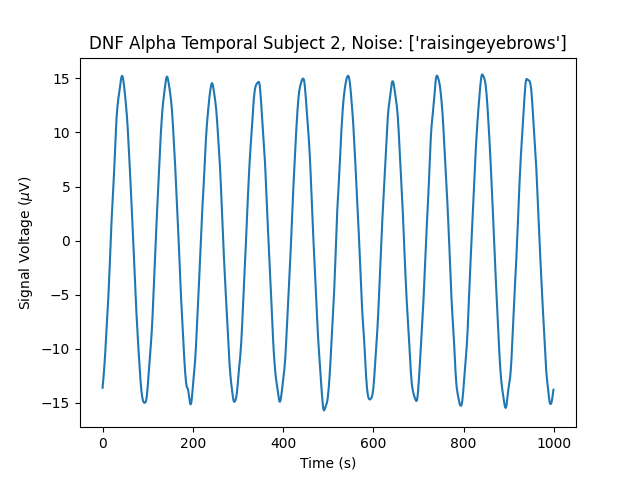 DNF Alpha Temporal Subject 2, Noise: ['raisingeyebrows']
Signal Voltage (μV)
15
10
5
0
−5
−10
−15
0 200 400 600 800 1000
Time (s)